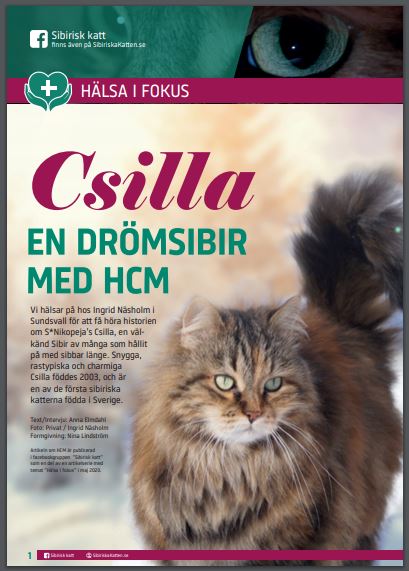 Sibirisk katt
finns även på SibiriskaKatten.se
HÄLSA I FOKUS
Csilla
EN DRÖMSIBIR
MED HCM
Vi hälsar på hos Ingrid Näsholm i
Sundsvall för att få höra historien
om S*Nikopeja's Csilla, en väl-
känd Sibir av många som hållit
på med sibbar länge. Snygga,
rastypiska och charmiga
Csilla föddes 2003, och är
en av de första sibiriska
katterna födda i Sverige.
Text/Intervju: Anna Elmdahl
Foto: Privat / Ingrid Näsholm
Formgivning: Nina Lindström
Artikeln om HCM är publicerad
i facebookgruppen "Sibirisk katt"
som en del av en artikelserie med
temat "Hälsa i fokus" i maj 2020.
1 Sibirisk katt SibiriskaKatten.se